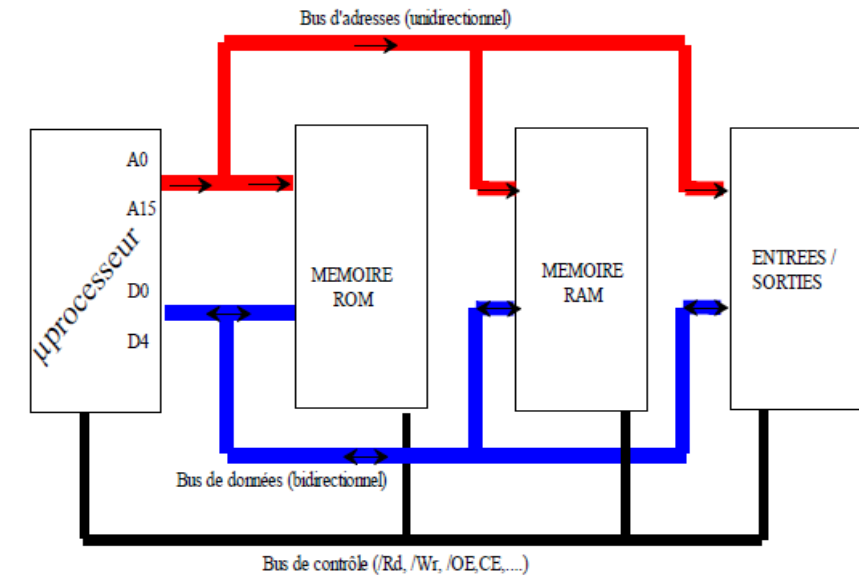 Bus d'adresses (unidirectionnel)
A0
A15
µprocesseur
D0
D4
MEMOIRE
ROM
MEMOIRE
RAM
ENTREES /
SORTIES
Bus de données (bidirectionnel)
Bus de contrôle (/Rd, /Wr, /OE,CE,....)